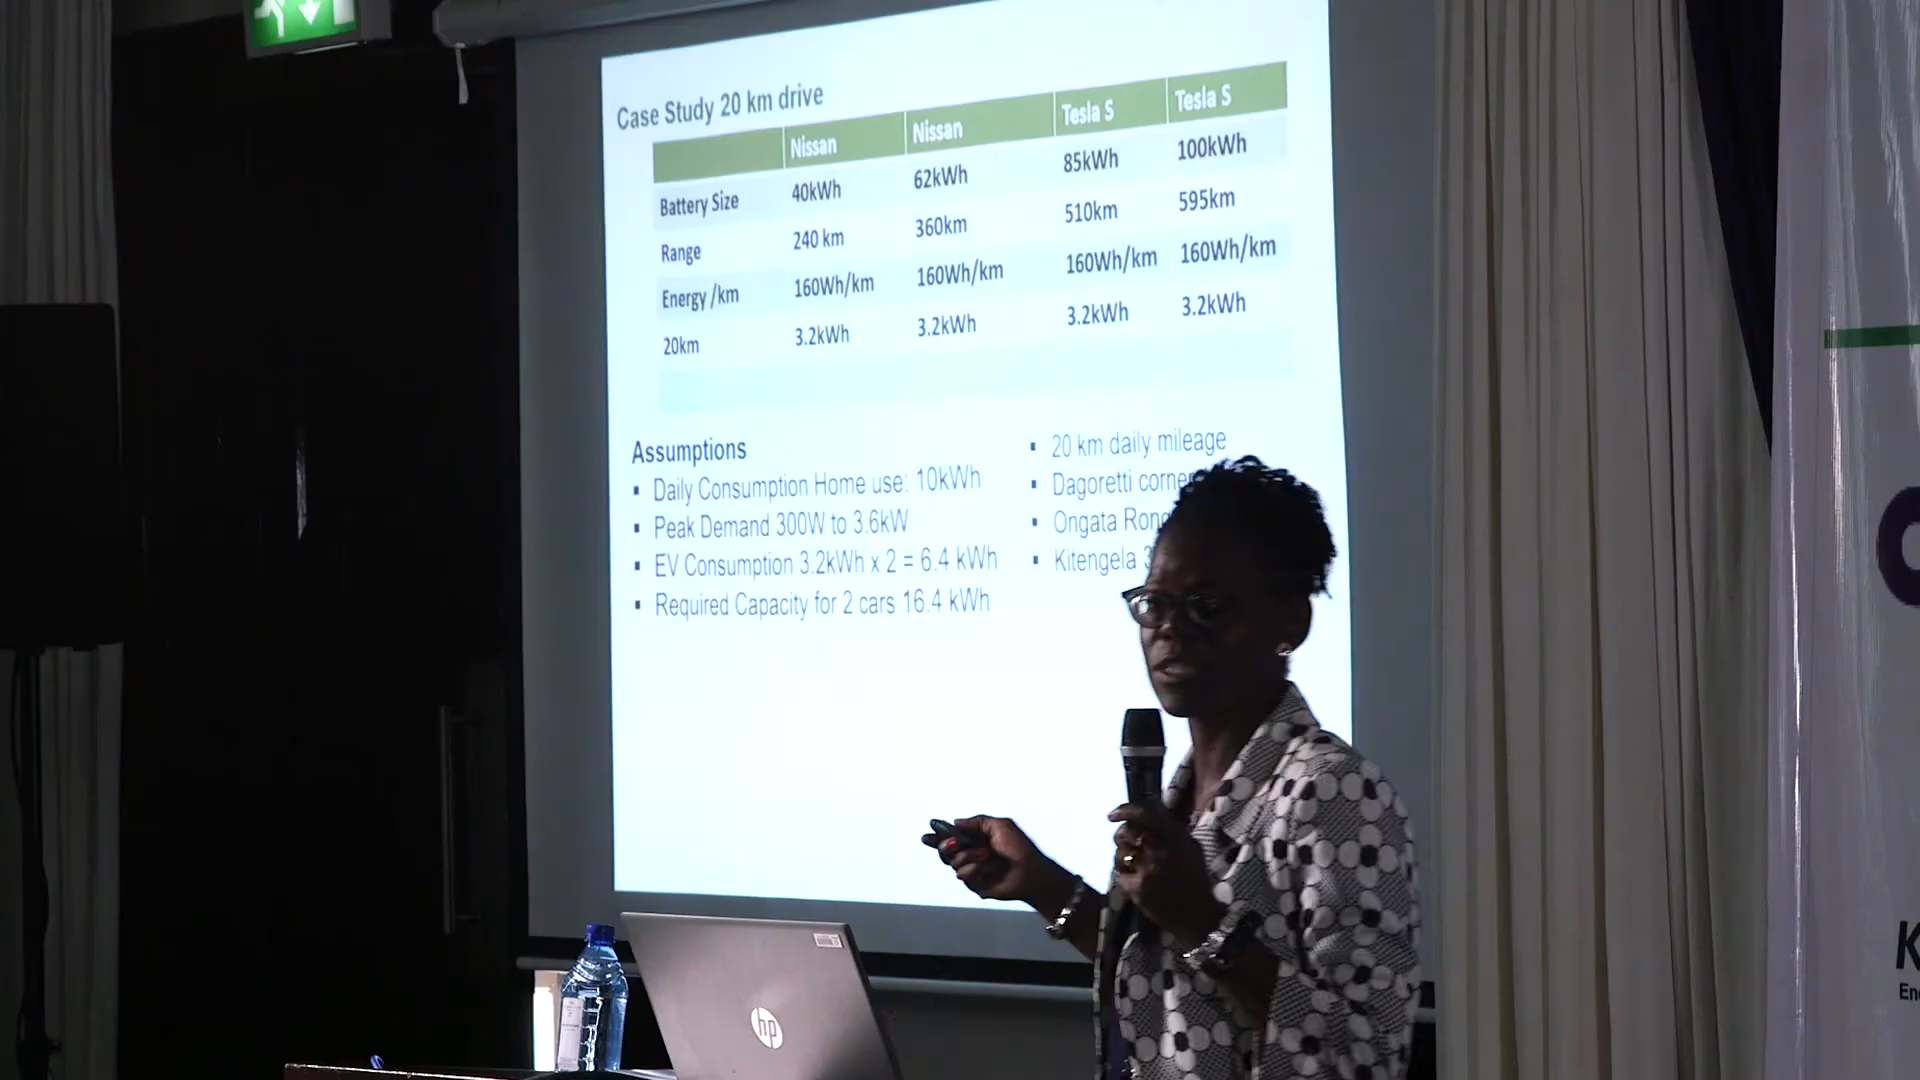 Case Study 20 km drive
Nissan Nissan Tesla S Tesla S
Battery Size 40kWh 62kWh 85kWh 100kWh
Range 240 km 360km 510km 595km
Energy /km 160Wh/km 160Wh/km 160Wh/km 160Wh/km
20km 3.2kWh 3.2kWh 3.2kWh 3.2kWh
Assumptions
▪ Daily Consumption Home use: 10kWh
▪ Peak Demand 300W to 3.6kW
▪ EV Consumption 3.2kWh x 2 = 6.4 kWh
▪ Required Capacity for 2 cars 16.4 kWh
▪ 20 km daily mileage
▪ Dagoretti corne
▪ Ongata Rong
▪ Kitengela 3
hp
K
En